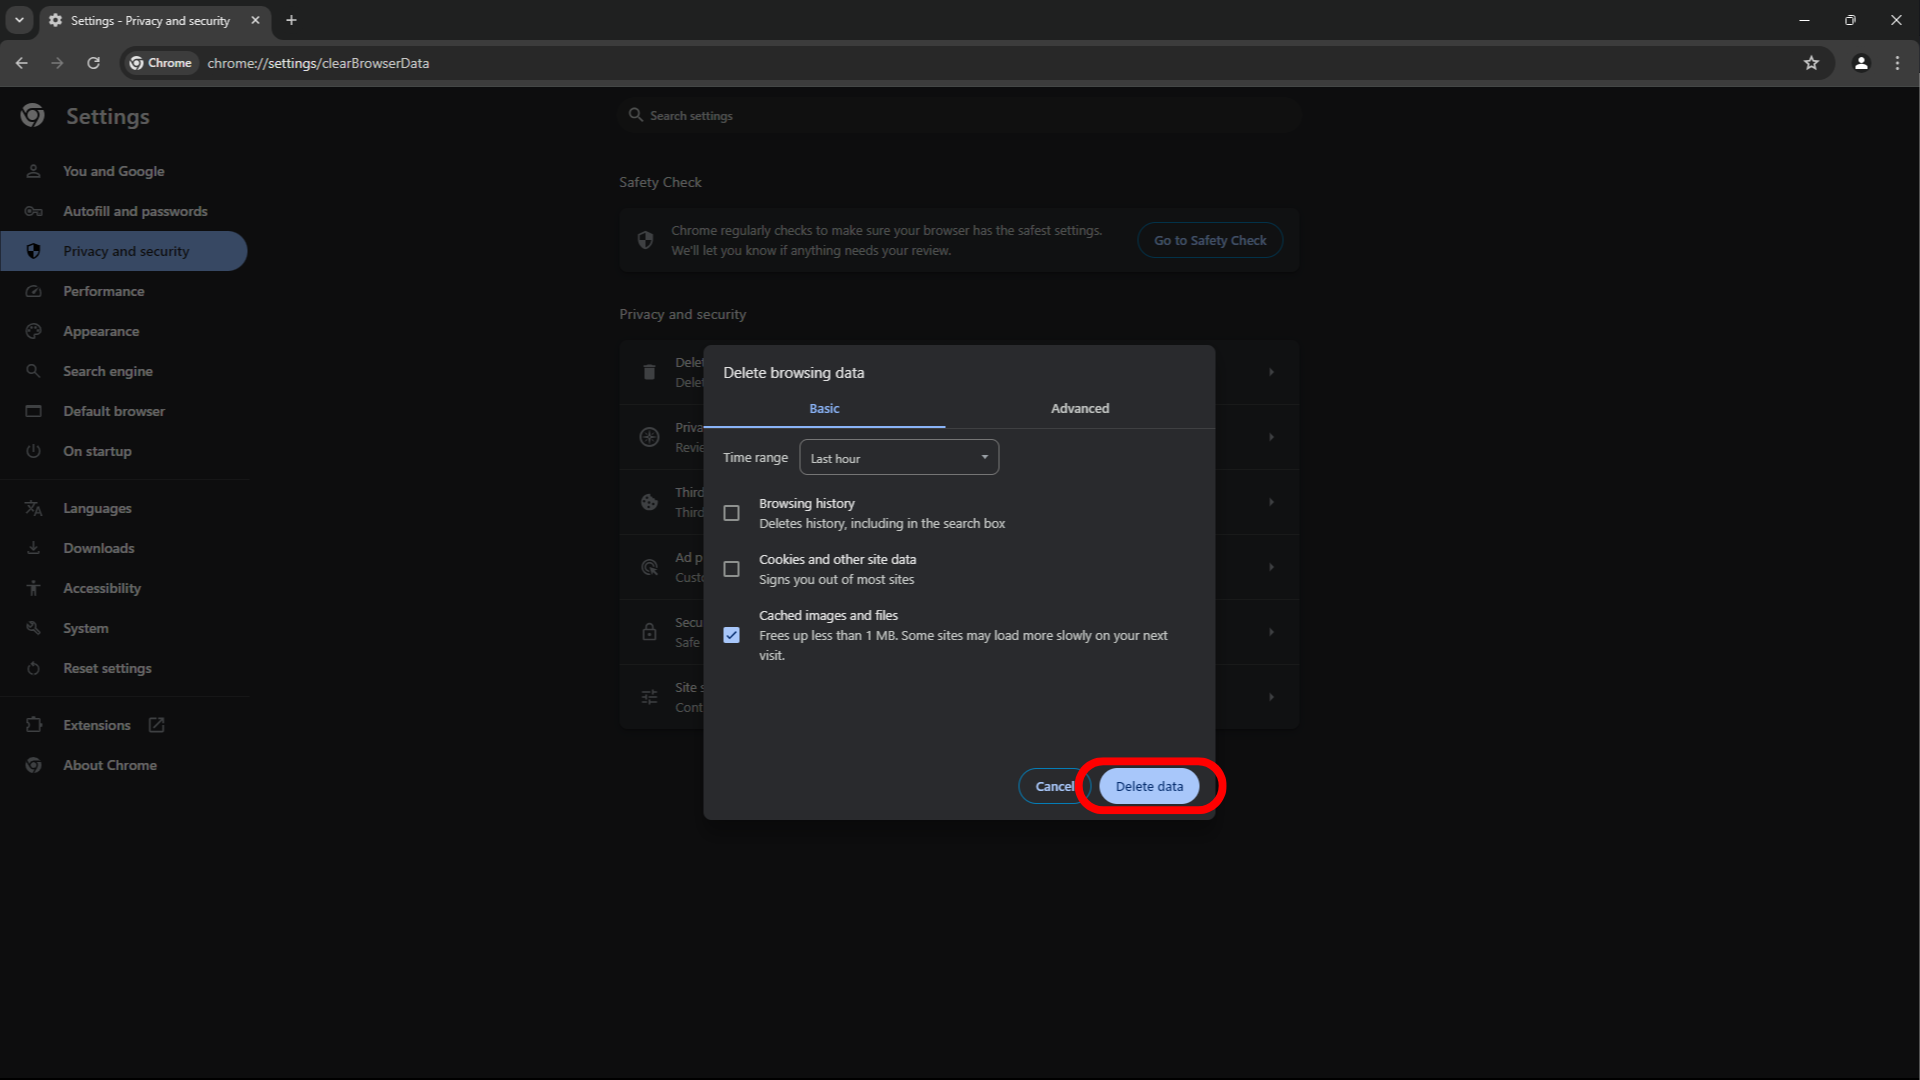 Settings - Privacy and security
Chrome
chrome://settings/clearBrowserData
Settings
Search settings
You and Google
Autofill and passwords
Privacy and security
Performance
Appearance
Search engine
Default browser
On startup
Languages
Downloads
Accessibility
System
Reset settings
Extensions
About Chrome
Safety Check
Chrome regularly checks to make sure your browser has the safest settings.
We'll let you know if anything needs your review.
Go to Safety Check
Privacy and security
Delet
Delet
Priva
Revie
Third
Third
Ad p
Custo
Secu
Safe
Site s
Cont
Delete browsing data
Basic
Advanced
Time range
Last hour
Browsing history
Deletes history, including in the search box
Cookies and other site data
Signs you out of most sites
Cached images and files
Frees up less than 1 MB. Some sites may load more slowly on your next
visit.
Cancel
Delete data